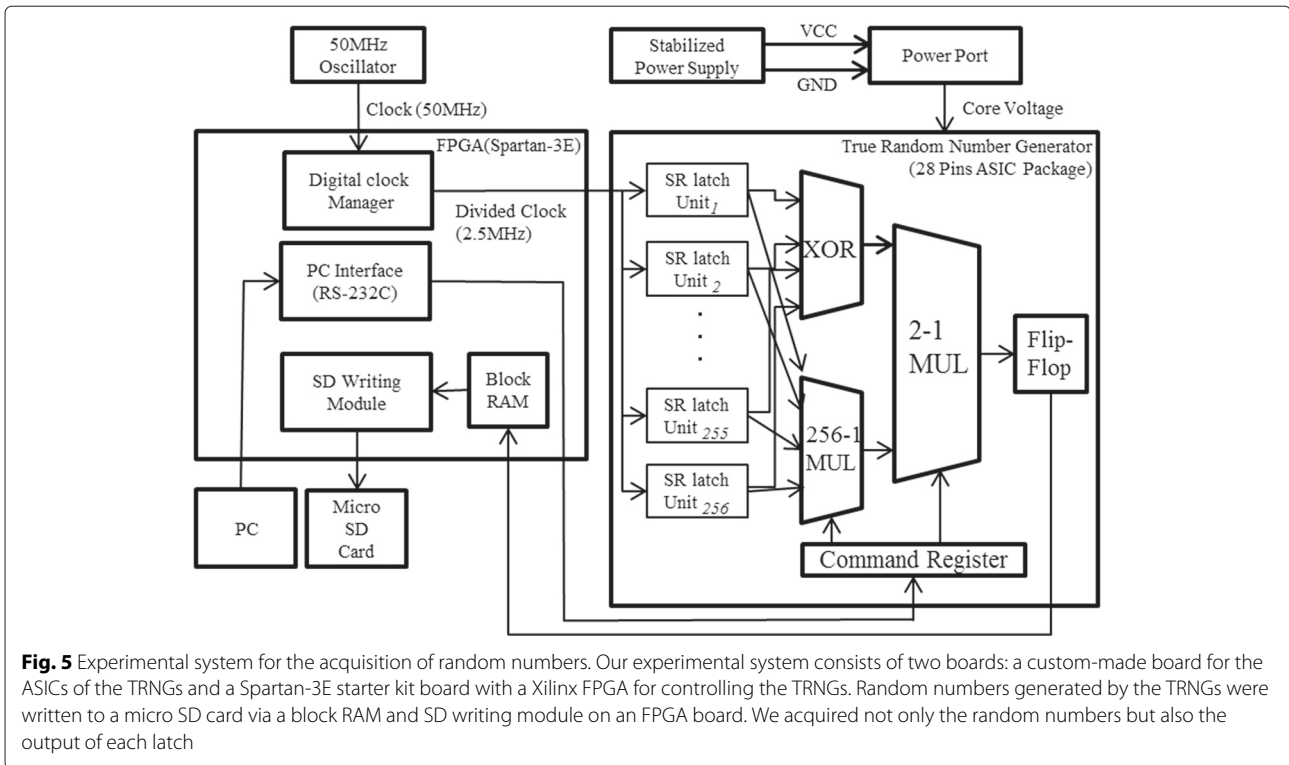 50MHz
Oscillator
Clock (50MHz)
Stabilized
Power Supply
VCC
GND
Power Port
Core Voltage
FPGA(Spartan-3E)
Digital clock
Manager
Divided Clock
(2.5MHz)
PC Interface
(RS-232C)
SD Writing
Module
Block
RAM
PC
Micro
SD
Card
True Random Number Generator
(28 Pins ASIC Package)
SR latch
Unit1
SR latch
Unit 2
.
.
.
SR latch
Unit255
SR latch
Unit 256
XOR
256-1
MUL
2-1
MUL
Flip-
Flop
Command Register
Fig. 5 Experimental system for the acquisition of random numbers. Our experimental system consists of two boards: a custom-made board for the
ASICs of the TRNGs and a Spartan-3E starter kit board with a Xilinx FPGA for controlling the TRNGs. Random numbers generated by the TRNGs were
written to a micro SD card via a block RAM and SD writing module on an FPGA board. We acquired not only the random numbers but also the
output of each latch